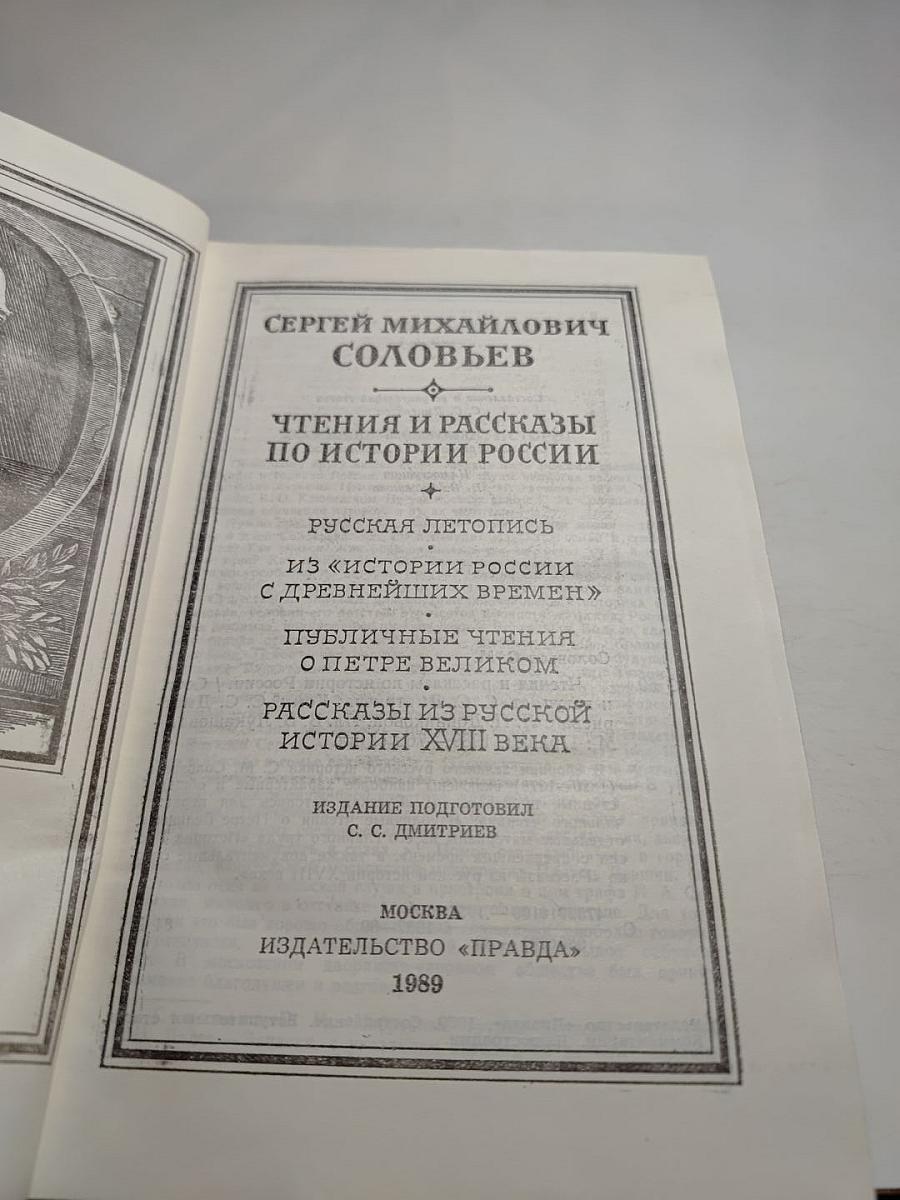 СЕРГЕЙ МИХАЙЛОВИЧ
СОЛОВЬЕВ
ЧТЕНИЯ И РАССКАЗЫ
ПО ИСТОРИИ РОССИИ
РУССКАЯ ЛЕТОПИСЬ
ИЗ «ИСТОРИИ РОССИИ
С ДРЕВНЕЙШИХ ВРЕМЕН»
ПУБЛИЧНЫЕ ЧТЕНИЯ
О ПЕТРЕ ВЕЛИКОМ
РАССКАЗЫ ИЗ РУССКОЙ
ИСТОРИИ XVIII ВЕКА
ИЗДАНИЕ ПОДГОТОВИЛ
С. С. ДМИТРИЕВ
МОСКВА
ИЗДАТЕЛЬСТВО «ПРАВДА»
1989